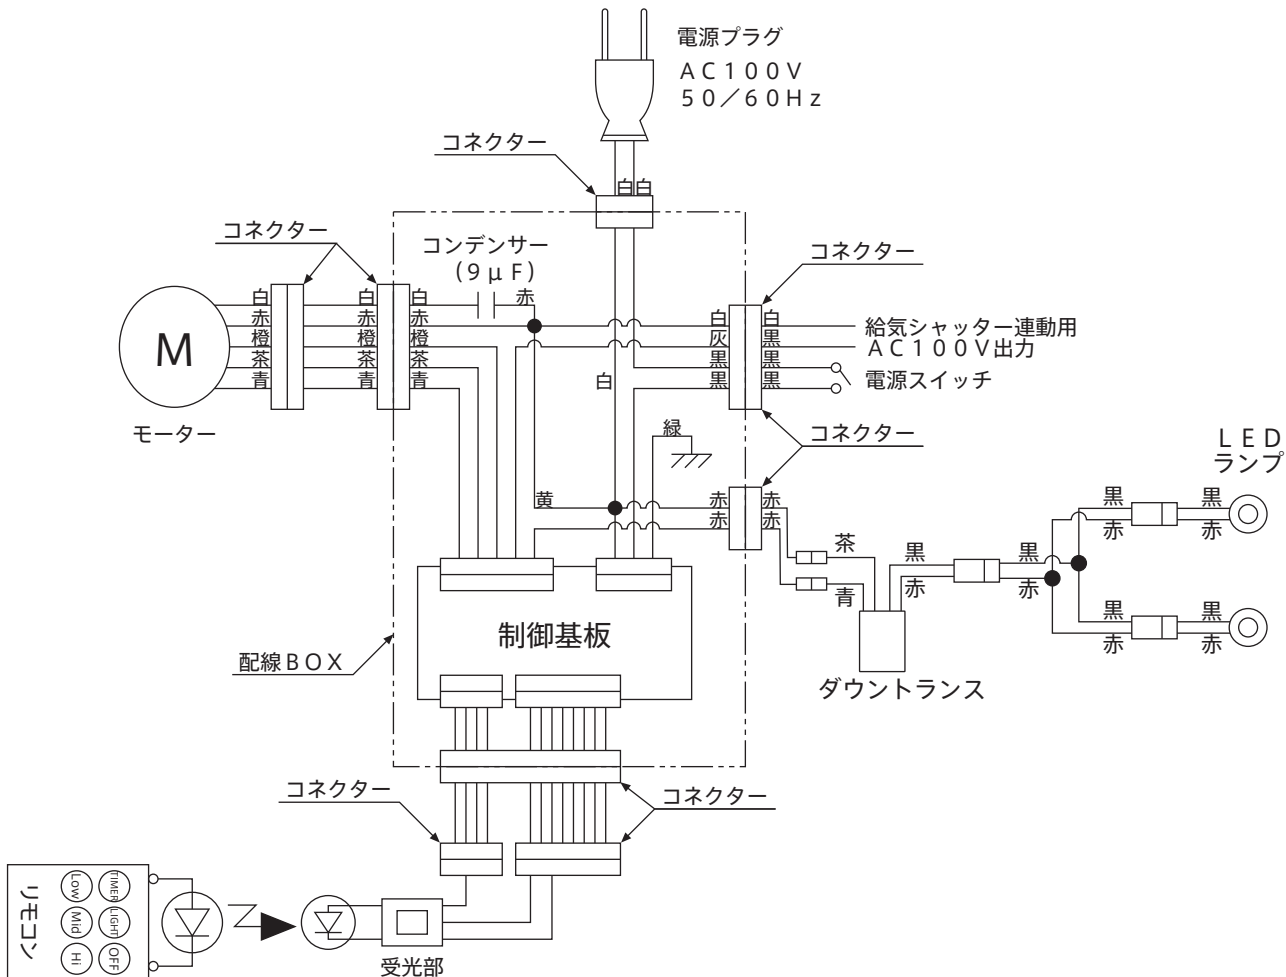 電源プラグ
AC100V
50/60Hz
コネクター
白 白
コネクター
コンデンサー
(9μF)
赤
コネクター
白 白 白
赤 赤 赤
橙 橙 橙
茶 茶 茶
青 青 青
M
モーター
白 白
灰 黒
黒 黒
黒 黒
給気シャッター連動用
AC100V出力
電源スイッチ
白
緑
コネクター
黄
赤 赤
赤 赤
茶
青
黒
赤
黒
赤
黒 黒
赤 赤
LED
ランプ
黒 黒
赤 赤
ダウントランス
制御基板
配線BOX
コネクター
コネクター
リモコン
TIMER LIGHT OFF
Low Mid Hi
受光部